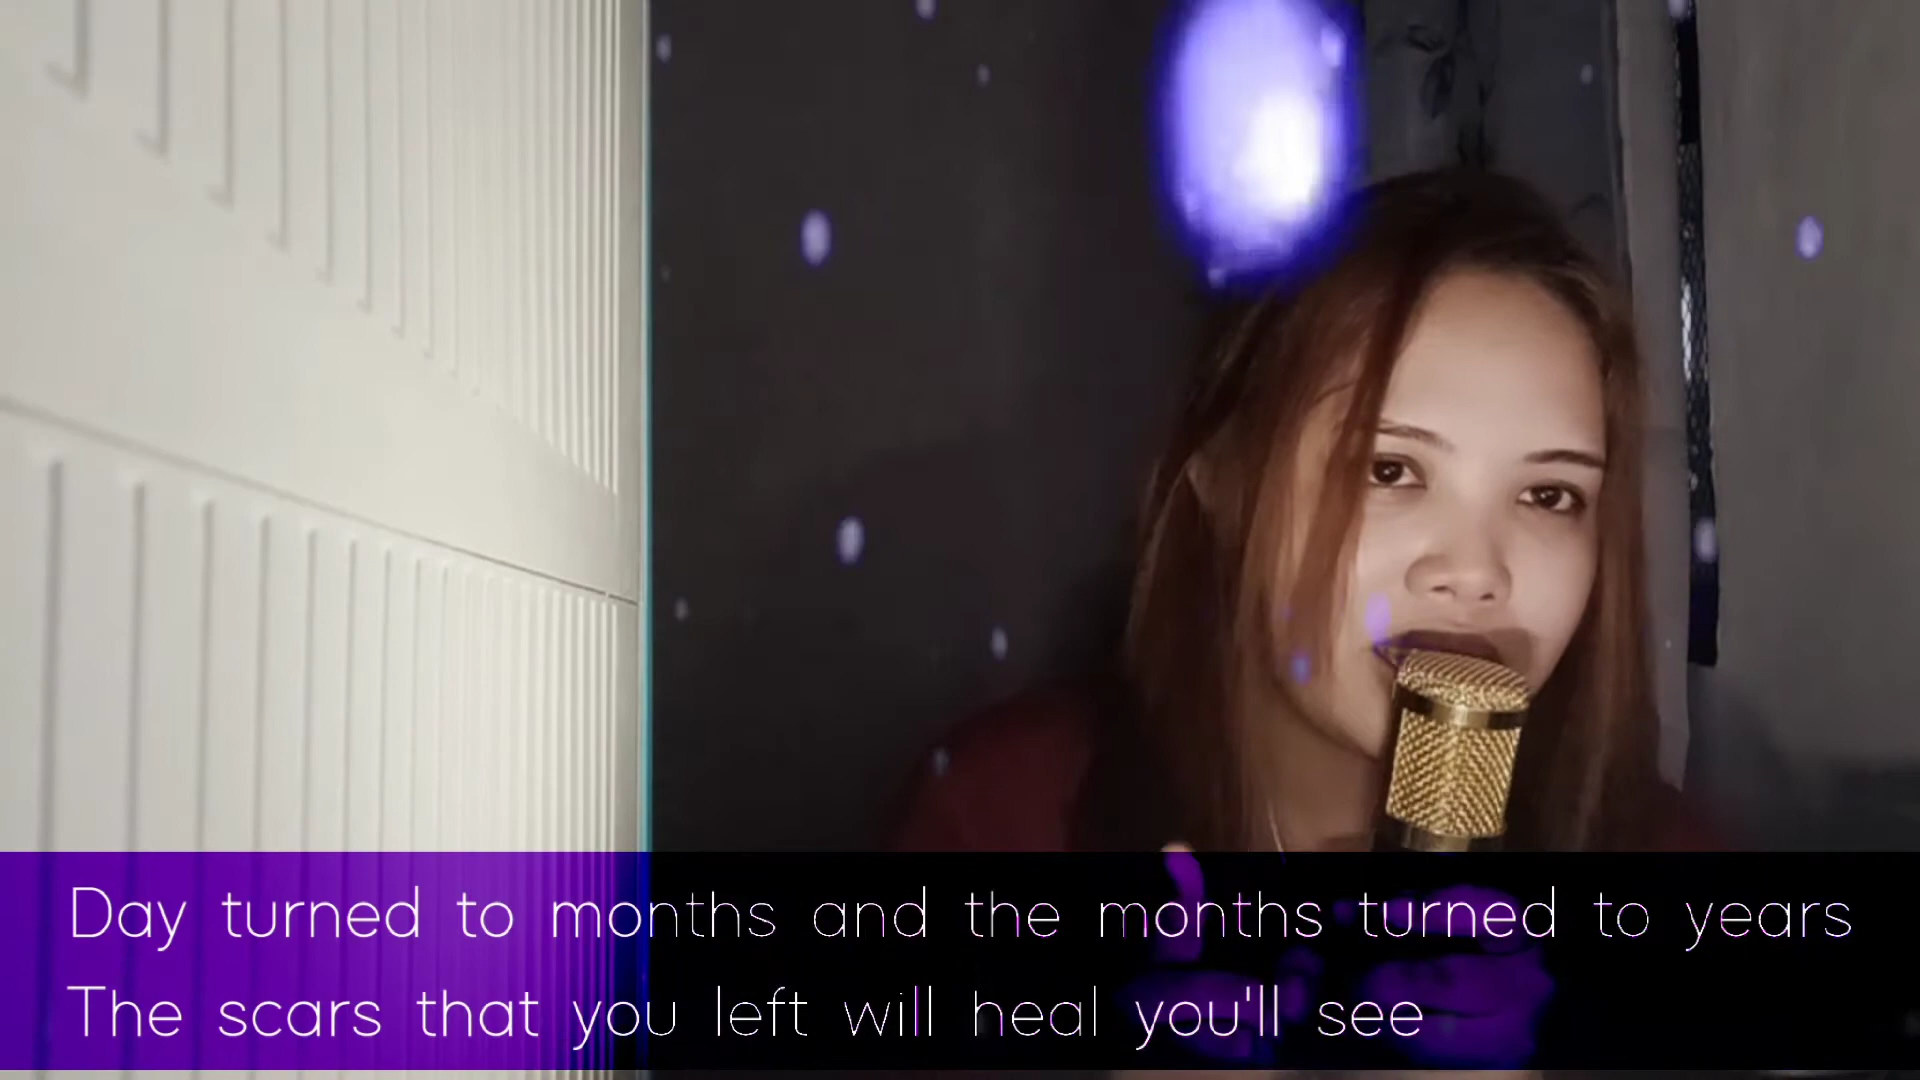 Day turned to months and the months turned to years
The scars that you left will heal you'll see